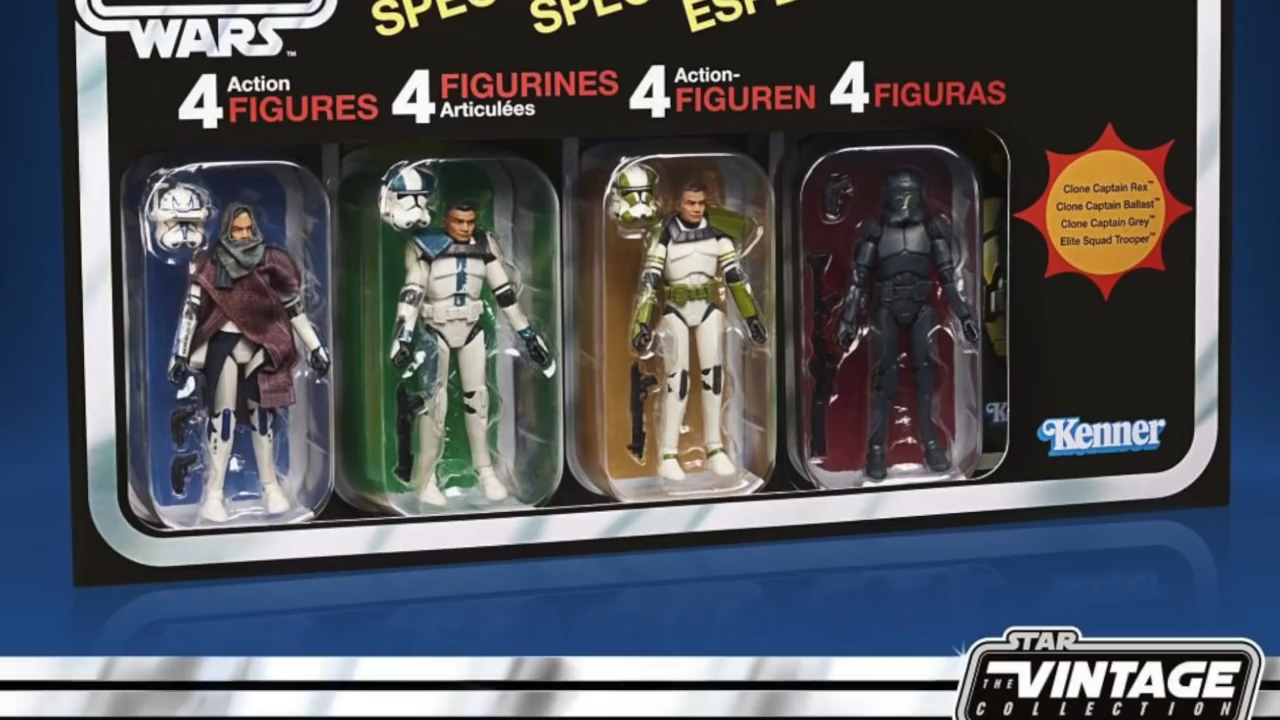 WARS™
4 Action FIGURES
4 FIGURINES Articulées
4 Action-FIGUREN
4 FIGURAS
Clone Captain Rex™
Clone Captain Ballast™
Clone Captain Grey™
Elite Squad Trooper™
Kenner
STAR
THE VINTAGE
COLLECTION